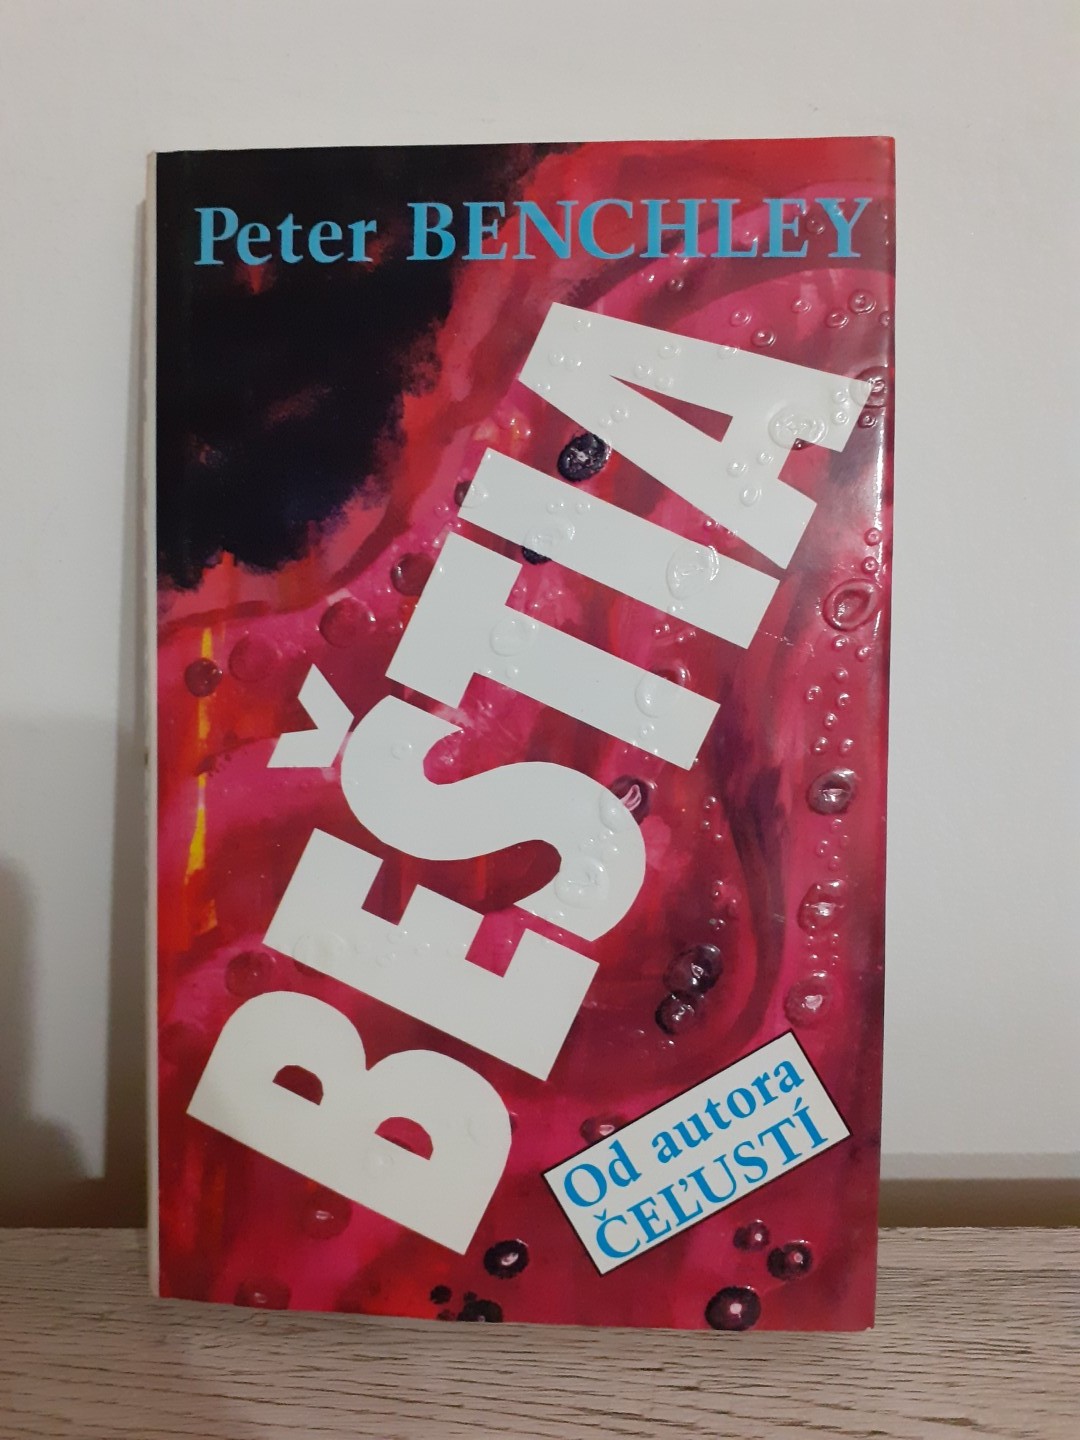 Peter BENCHLEY
BEŠTIA
Od autora
ČEĽUSTÍ